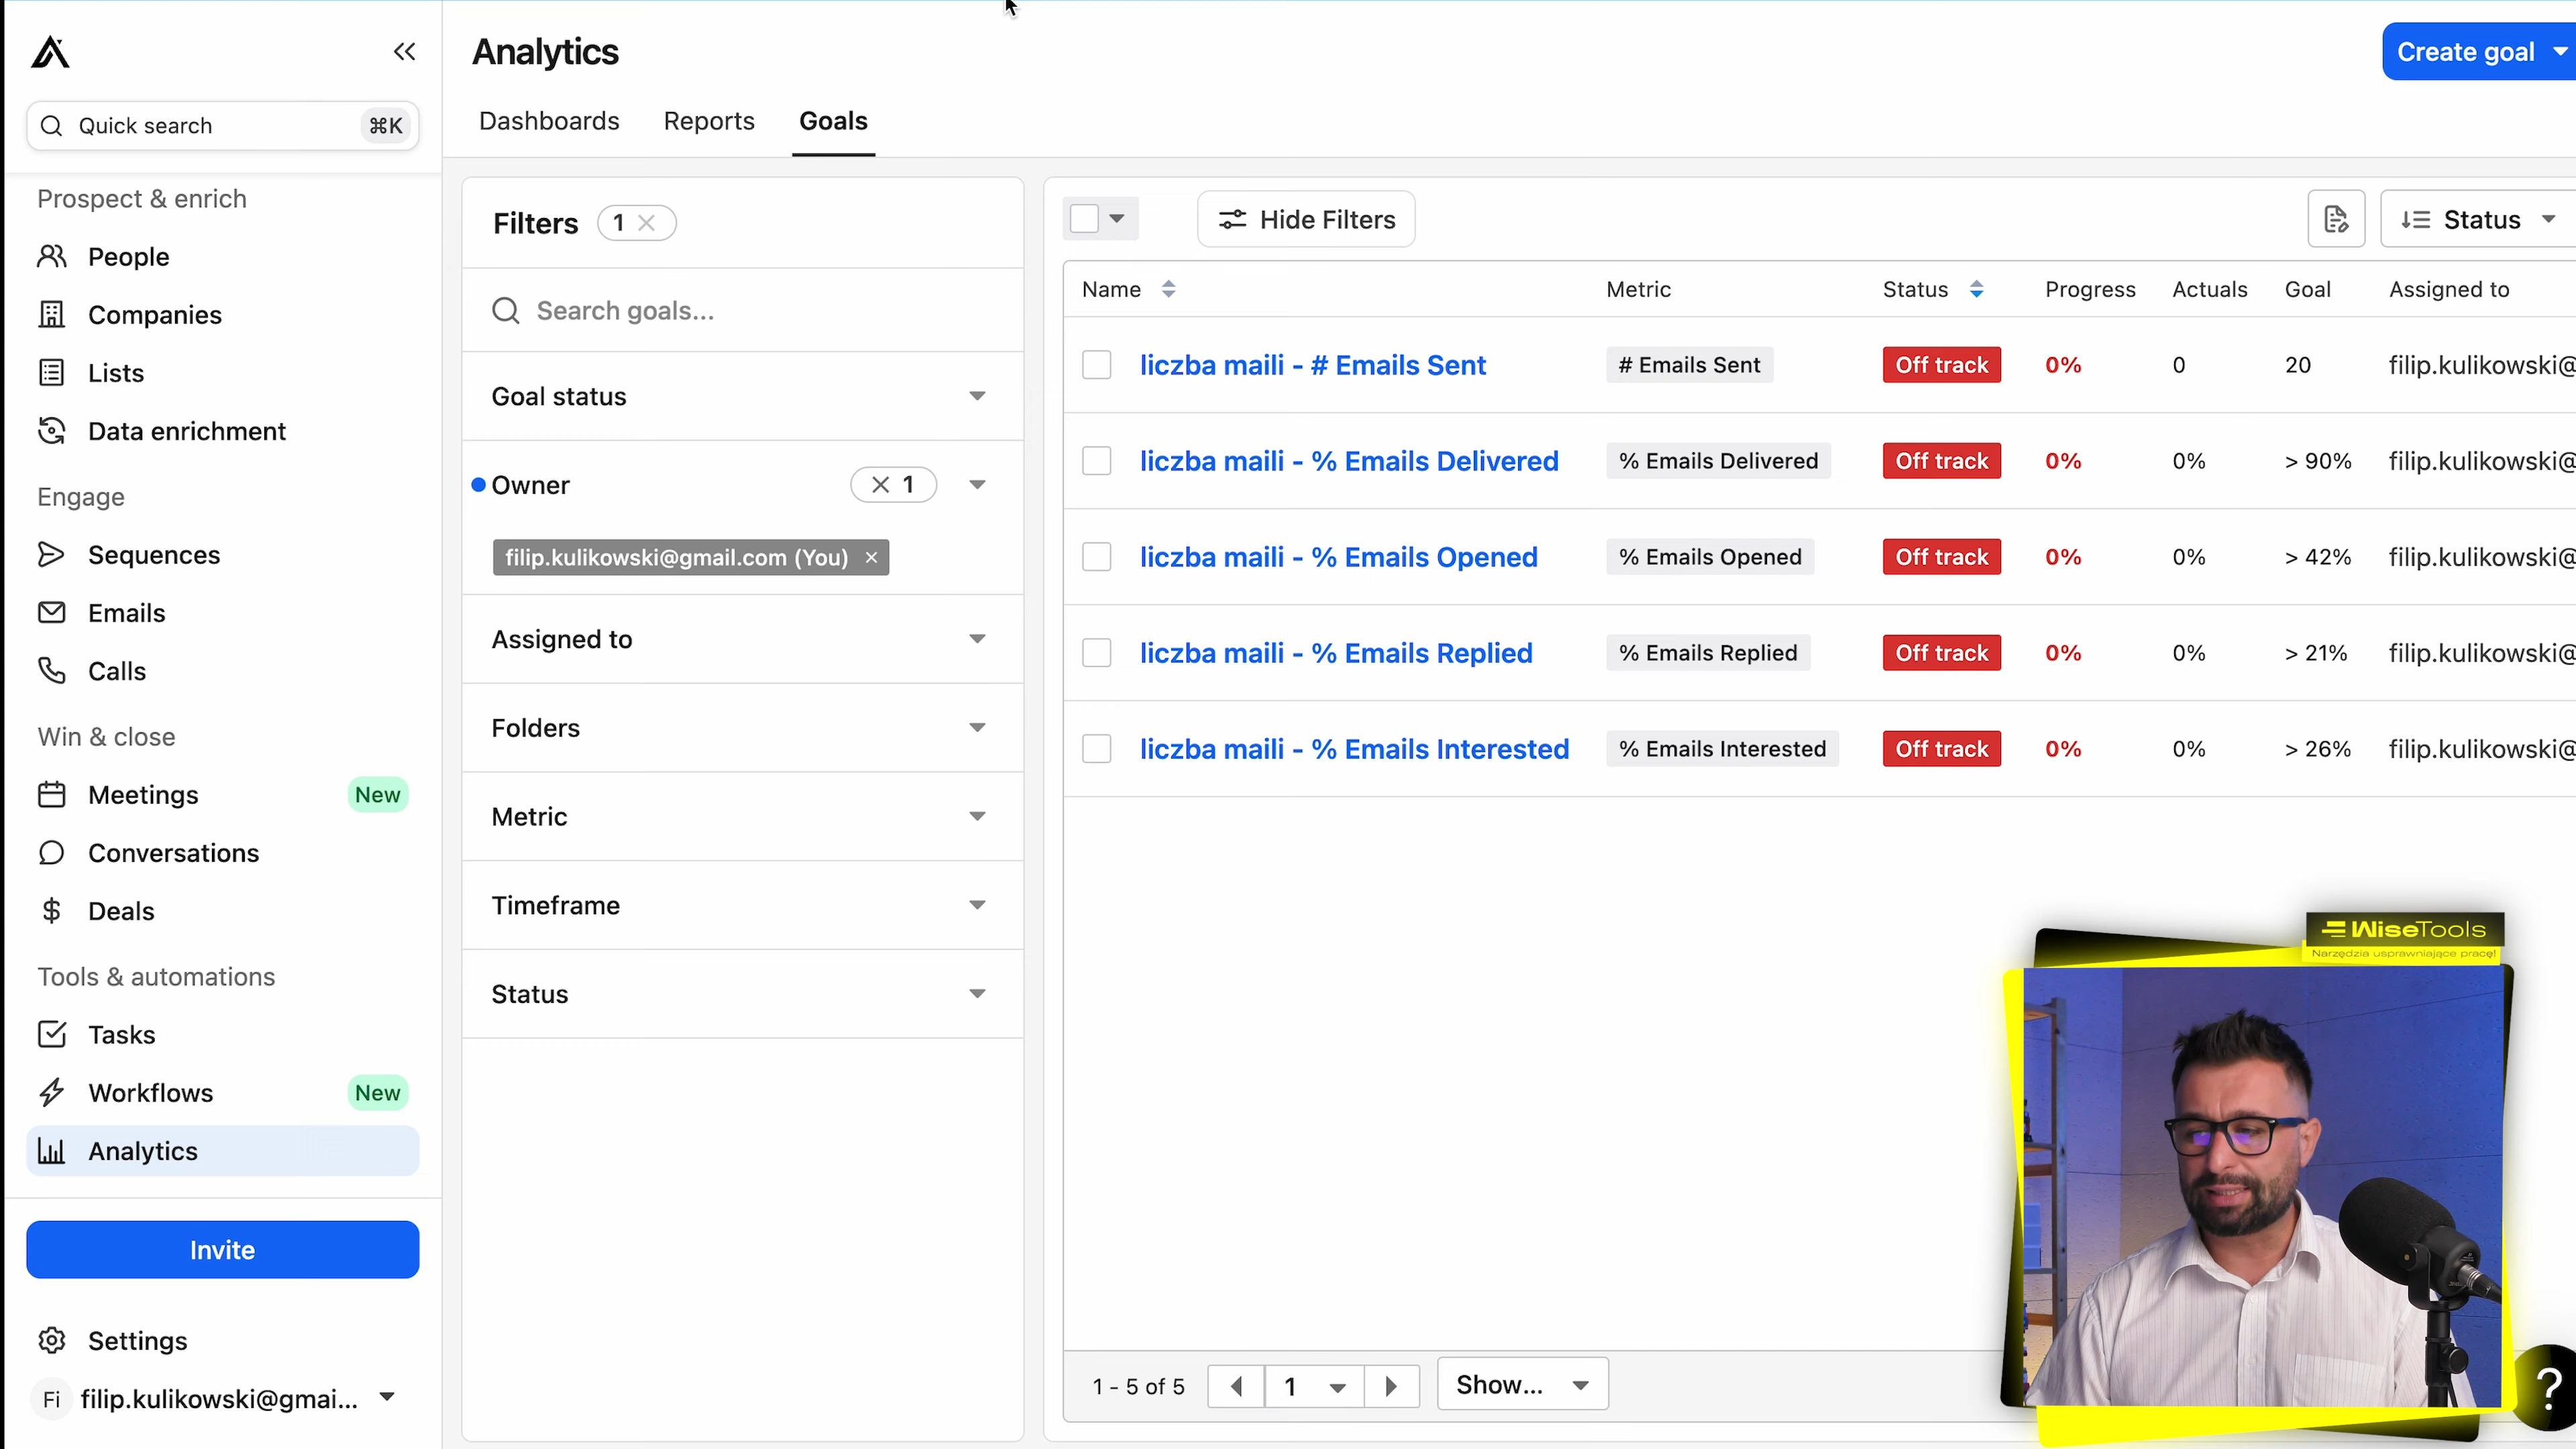 Quick search ⌘K
Prospect & enrich
People
Companies
Lists
Data enrichment
Engage
Sequences
Emails
Calls
Win & close
Meetings New
Conversations
Deals
Tools & automations
Tasks
Workflows New
Analytics
Invite
Settings
Fi filip.kulikowski@gmai...
Analytics
Create goal
Dashboards Reports Goals
Filters 1
Search goals...
Goal status
Owner 1
filip.kulikowski@gmail.com (You)
Assigned to
Folders
Metric
Timeframe
Status
Hide Filters
Status
Name Metric Status Progress Actuals Goal Assigned to
liczba maili - # Emails Sent # Emails Sent Off track 0% 0 20 filip.kulikowski@
liczba maili - % Emails Delivered % Emails Delivered Off track 0% 0% > 90% filip.kulikowski@
liczba maili - % Emails Opened % Emails Opened Off track 0% 0% > 42% filip.kulikowski@
liczba maili - % Emails Replied % Emails Replied Off track 0% 0% > 21% filip.kulikowski@
liczba maili - % Emails Interested % Emails Interested Off track 0% 0% > 26% filip.kulikowski@
1 - 5 of 5 1 Show...
WiseTools
Narzędzia usprawniające pracę!
?